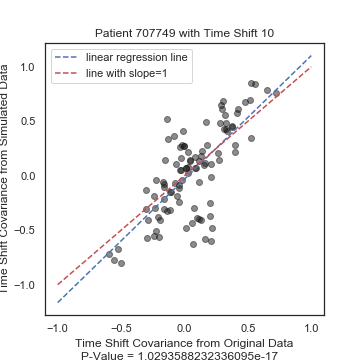 Patient 707749 with Time Shift 10
linear regression line
line with slope=1
Time Shift Covariance from Simulated Data
1.0
0.5
0.0
−0.5
−1.0
−1.0 −0.5 0.0 0.5 1.0
Time Shift Covariance from Original Data
P-Value = 1.0293588232336095e-17